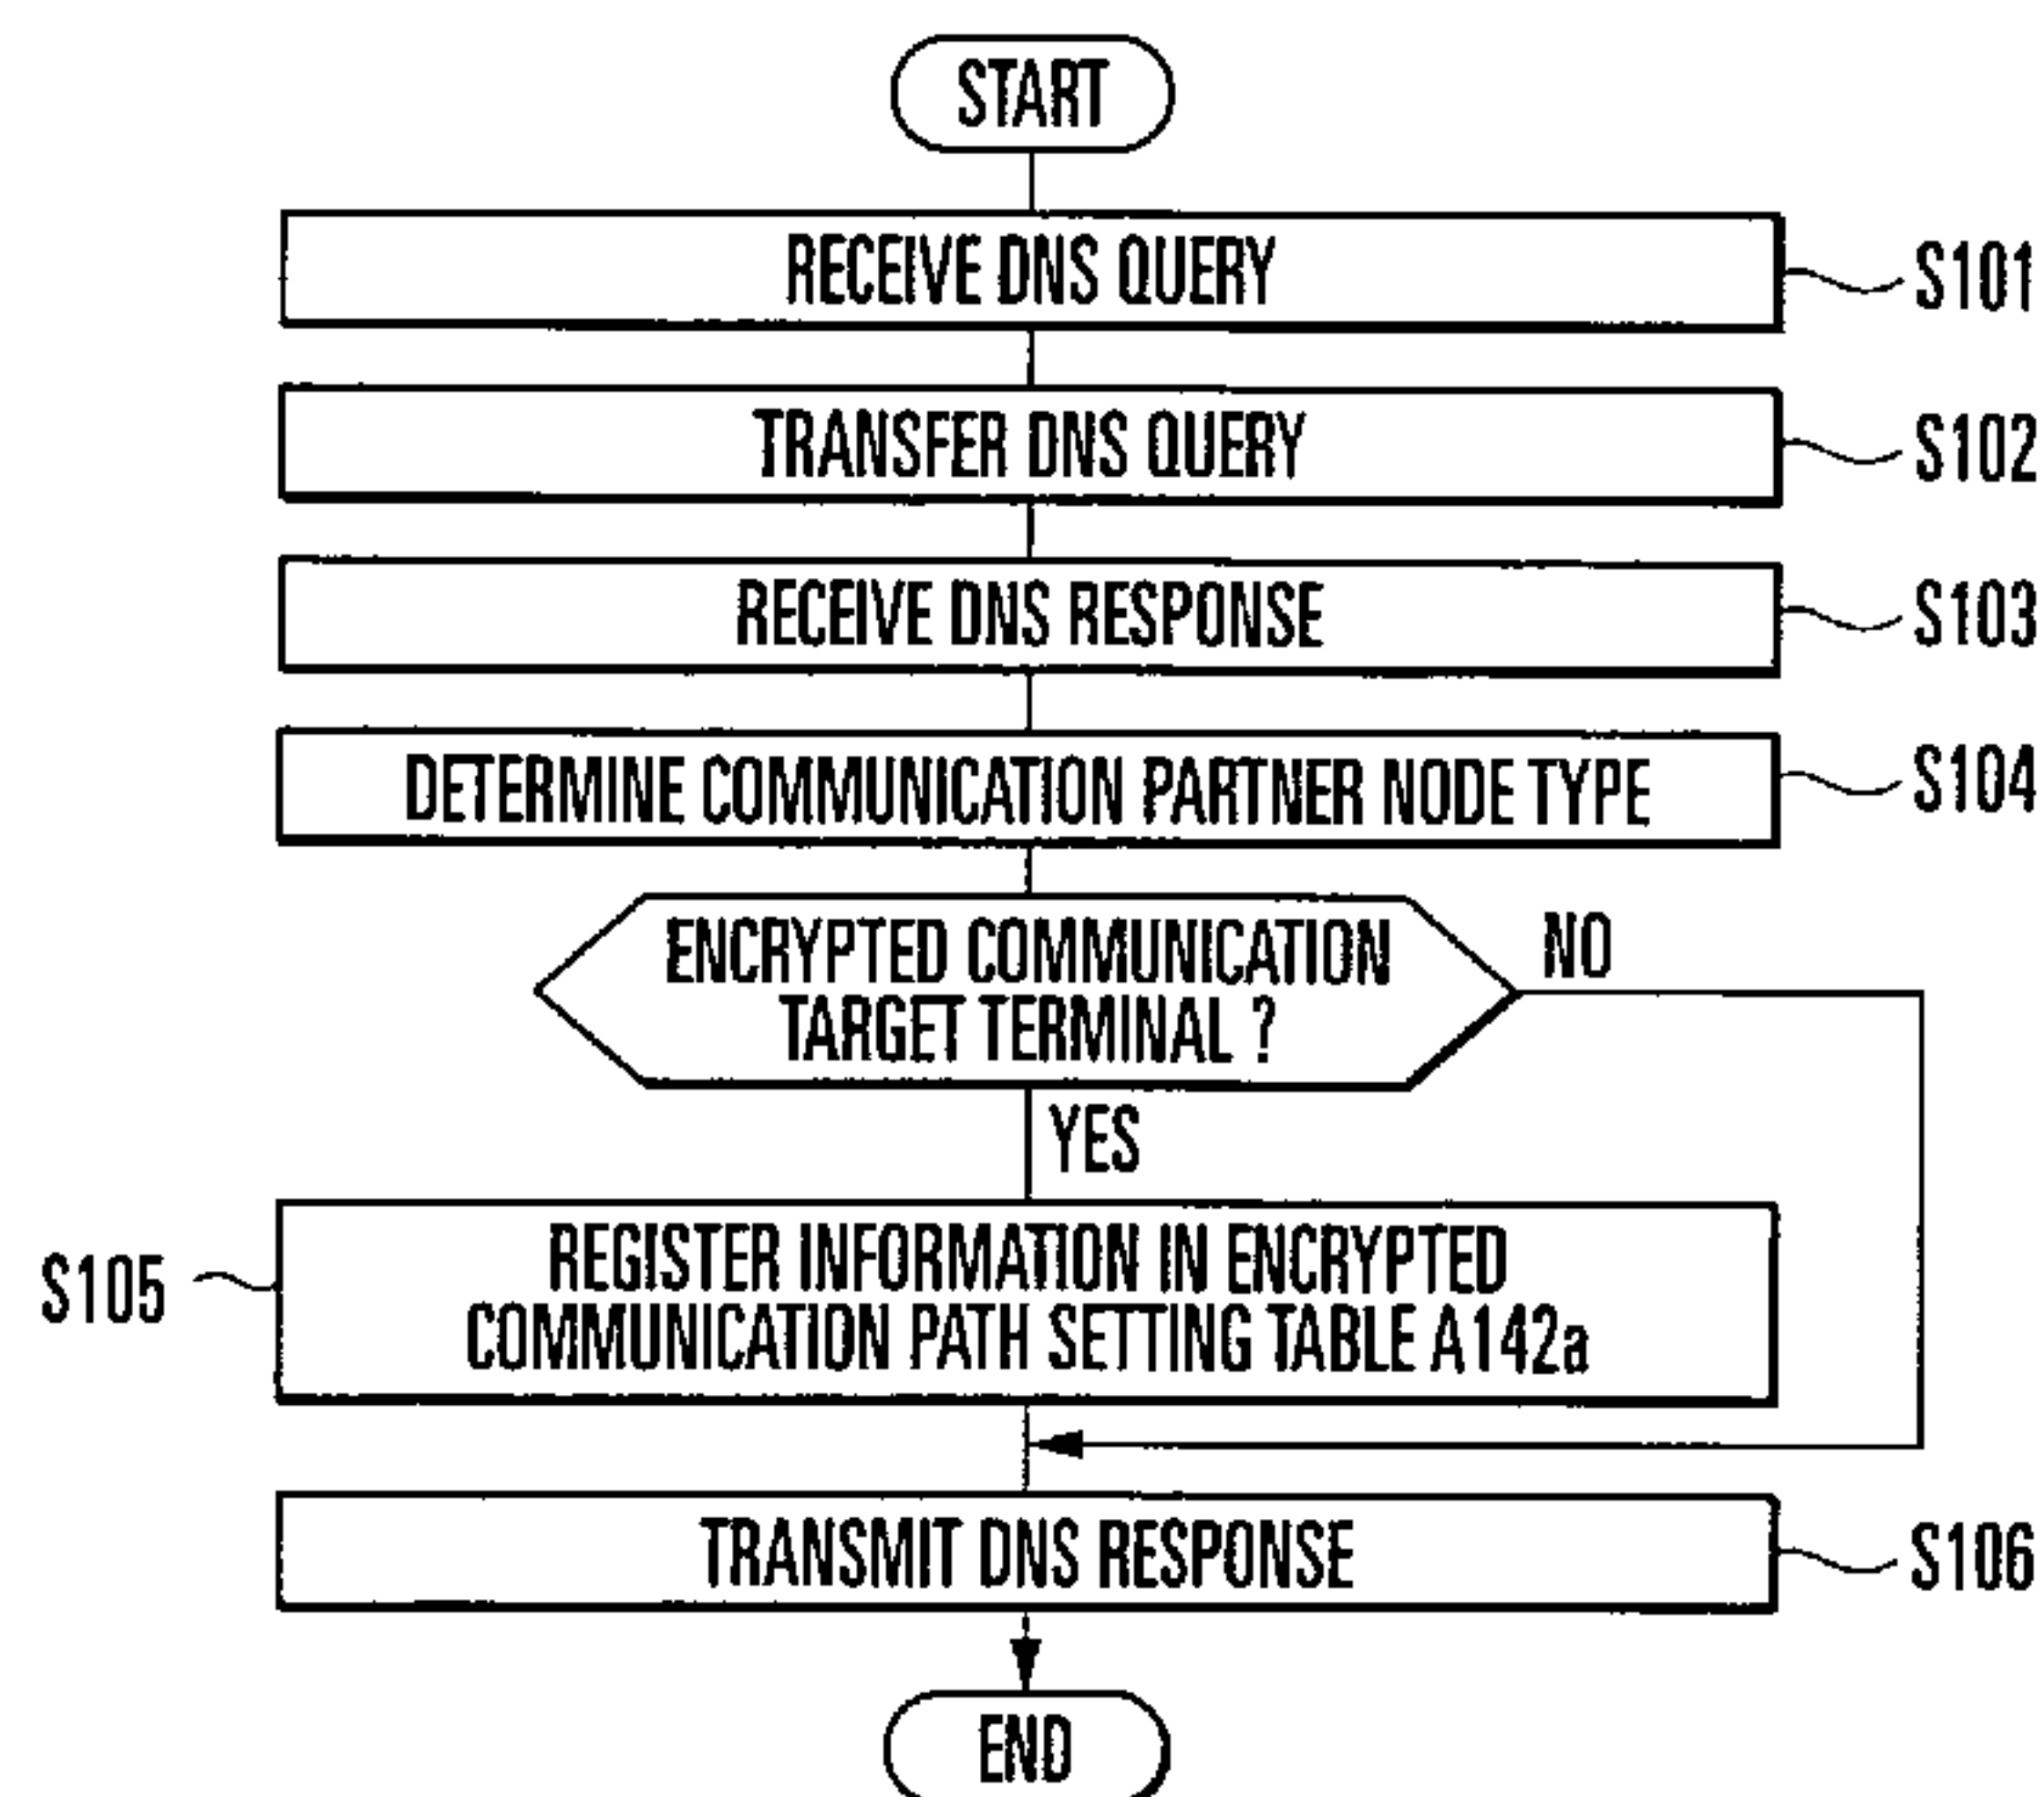 START
RECEIVE DNS QUERY
S101
TRANSFER DNS QUERY
S102
RECEIVE DNS RESPONSE
S103
DETERMINE COMMUNICATION PARTNER NODE TYPE
S104
ENCRYPTED COMMUNICATION
TARGET TERMINAL ?
NO
YES
S105
REGISTER INFORMATION IN ENCRYPTED
COMMUNICATION PATH SETTING TABLE A142a
TRANSMIT DNS RESPONSE
S106
END